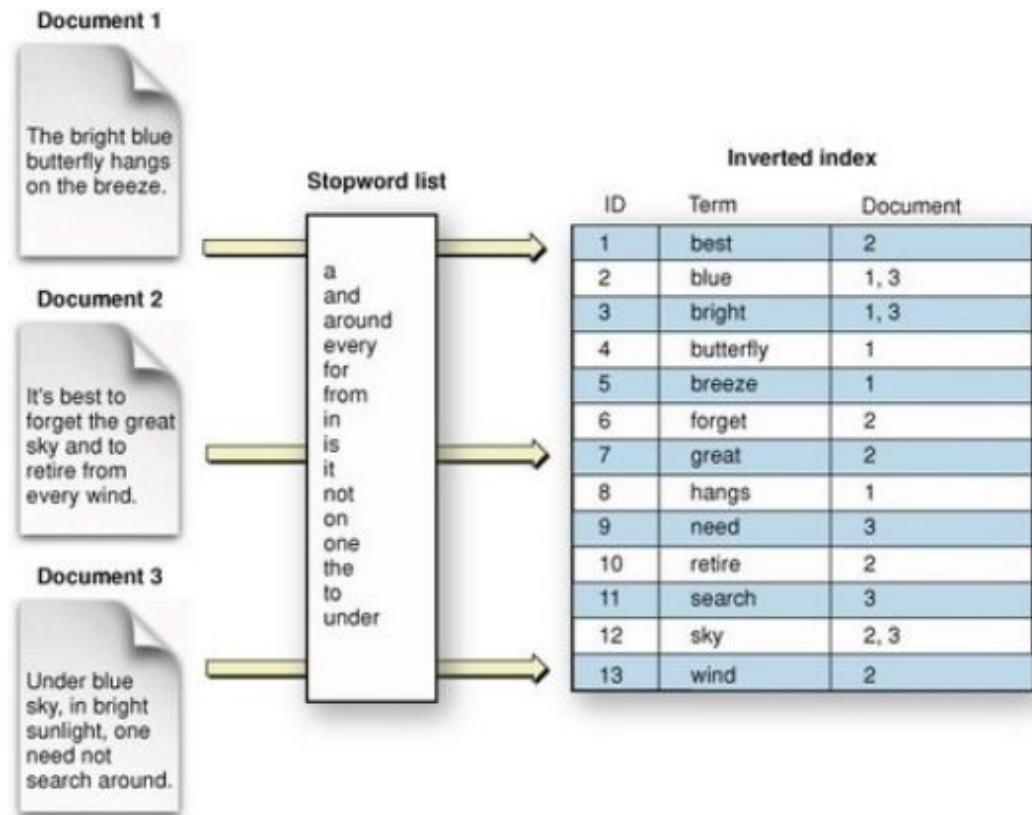 Document 1
The bright blue
butterfly hangs
on the breeze.
Document 2
It's best to
forget the great
sky and to
retire from
every wind.
Document 3
Under blue
sky, in bright
sunlight, one
need not
search around.
Stopword list
a
and
around
every
for
from
in
is
it
not
on
one
the
to
under
Inverted index
ID Term Document
1 best 2
2 blue 1, 3
3 bright 1, 3
4 butterfly 1
5 breeze 1
6 forget 2
7 great 2
8 hangs 1
9 need 3
10 retire 2
11 search 3
12 sky 2, 3
13 wind 2